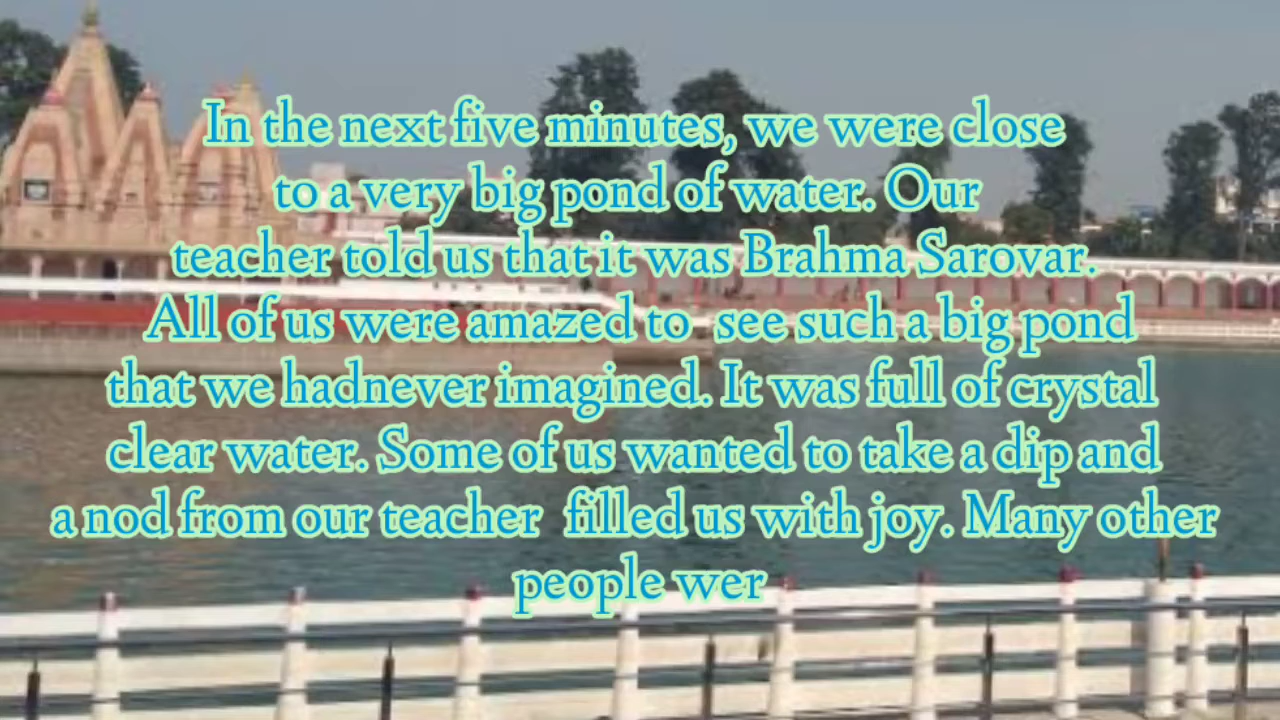 In the next five minutes, we were close
to a very big pond of water. Our
teacher told us that it was Brahma Sarovar.
All of us were amazed to  see such a big pond
that we hadnever imagined. It was full of crystal
clear water. Some of us wanted to take a dip and
a nod from our teacher  filled us with joy. Many other
people wer